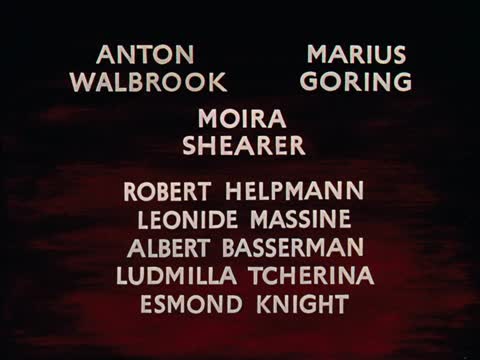 ANTON WALBROOK
MARIUS GORING
MOIRA SHEARER
ROBERT HELPMANN
LEONIDE MASSINE
ALBERT BASSERMAN
LUDMILLA TCHERINA
ESMOND KNIGHT